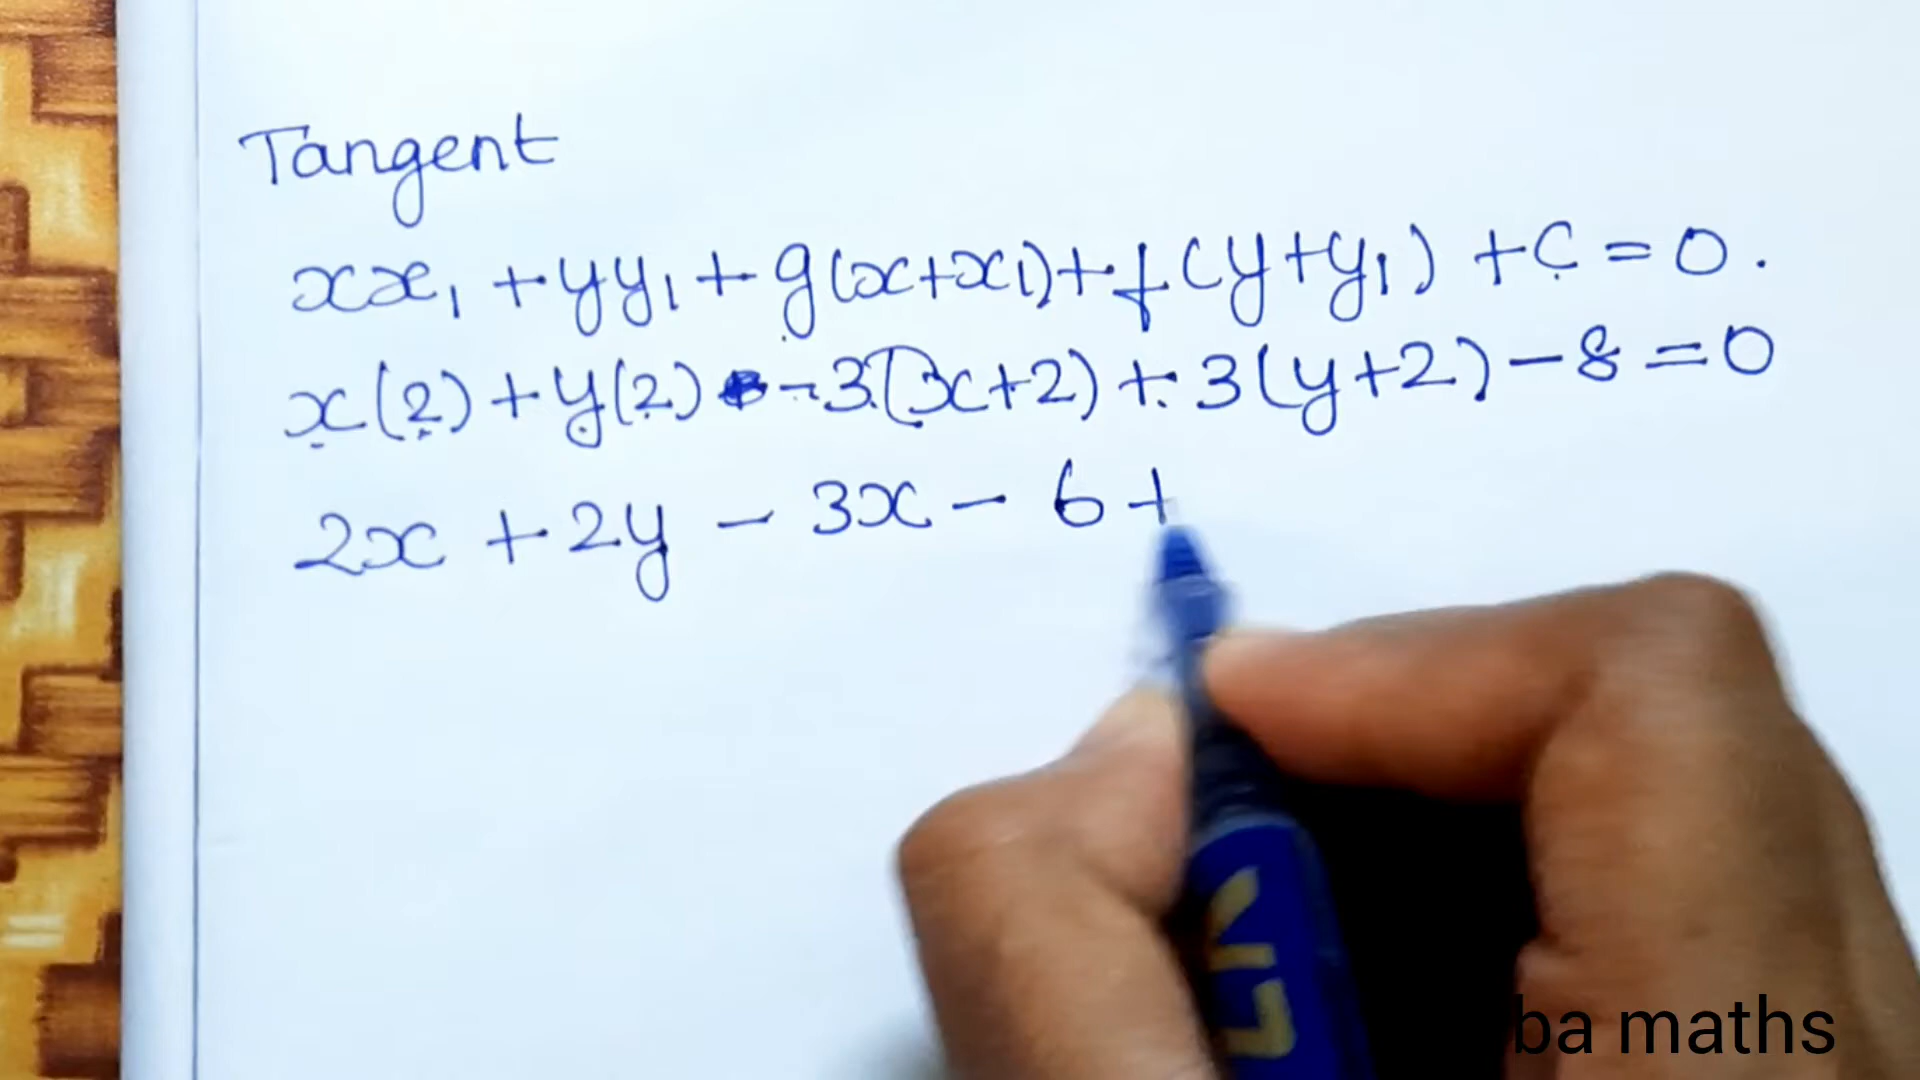 Tangent
xx₁ + yy₁ + g(x+x₁) + f(y+y₁) + c = 0.
x(2) + y(2) - 3(x+2) + 3(y+2) - 8 = 0
2x + 2y - 3x - 6 +
V7
ba maths